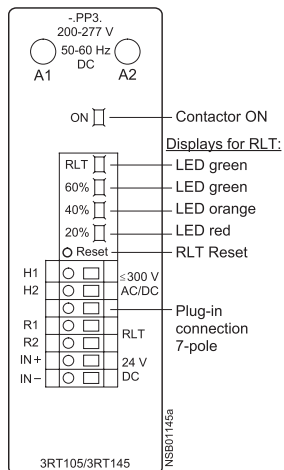 -.PP3.
200-277 V
50-60 Hz
DC
A1 A2
ON Contactor ON
Displays for RLT:
RLT LED green
60% LED green
40% LED orange
20% LED red
Reset RLT Reset
H1 ≤300 V
H2 AC/DC
Plug-in
connection
7-pole
R1 RLT
R2
IN+ 24 V
IN− DC
3RT105/3RT145
NSB01145a